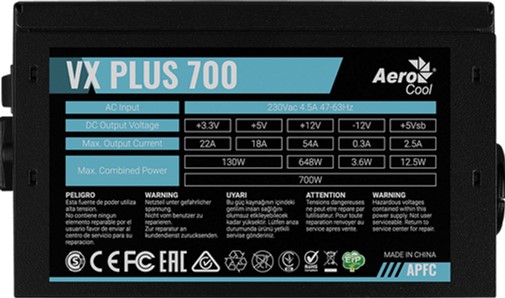 VX PLUS 700
Aero
Cool
AC Input 230Vac 4.5A 47-63Hz
DC Output Voltage +3.3V +5V +12V -12V +5Vsb
Max. Output Current 22A 18A 54A 0.3A 2.5A
Max. Combined Power 130W 648W 3.6W 12.5W
700W
PELIGRO
Esta fuente de poder utiliza
alta tension.
No contiene ningun
elemento reparable por el
usuario favor de enviar al
centro de servicio para su
reparacion.
WARNING
Netzteil unter gefahrlicher
spannung.
Nicht vom benutzer zu
reparieren.
Zur reparatur an
kundendienst zurucksenden.
UYARI
Bu güç kaynağının içindeki
gerilim insan sağlığını
olumsuz etkileyebilecek
kadar yüksektir. Lütfen arıza
durumunda ürünü yetkili
servise gönderiniz.
ATTENTION
Tensions dangereuses.
ne peut etre repare par
l'utilisateur. Pour toute
reparation renvoyer au
service apres vente.
WARNING
Hazardous voltages
contained within this
power supply. Not user
serviceable. Return to
service center for repair.
CE FC EAC
ErP
MADE IN CHINA
APFC